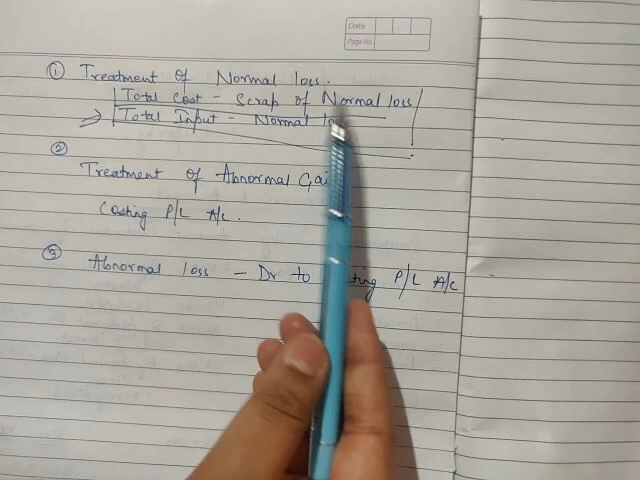 Date
Page No.
① Treatment of Normal loss.
Total Cost - Scrap of Normal loss
Total Input - Normal
②
Treatment of Abnormal
Costing P/L A/c.
③ Abnormal loss - Dr to P/L A/c